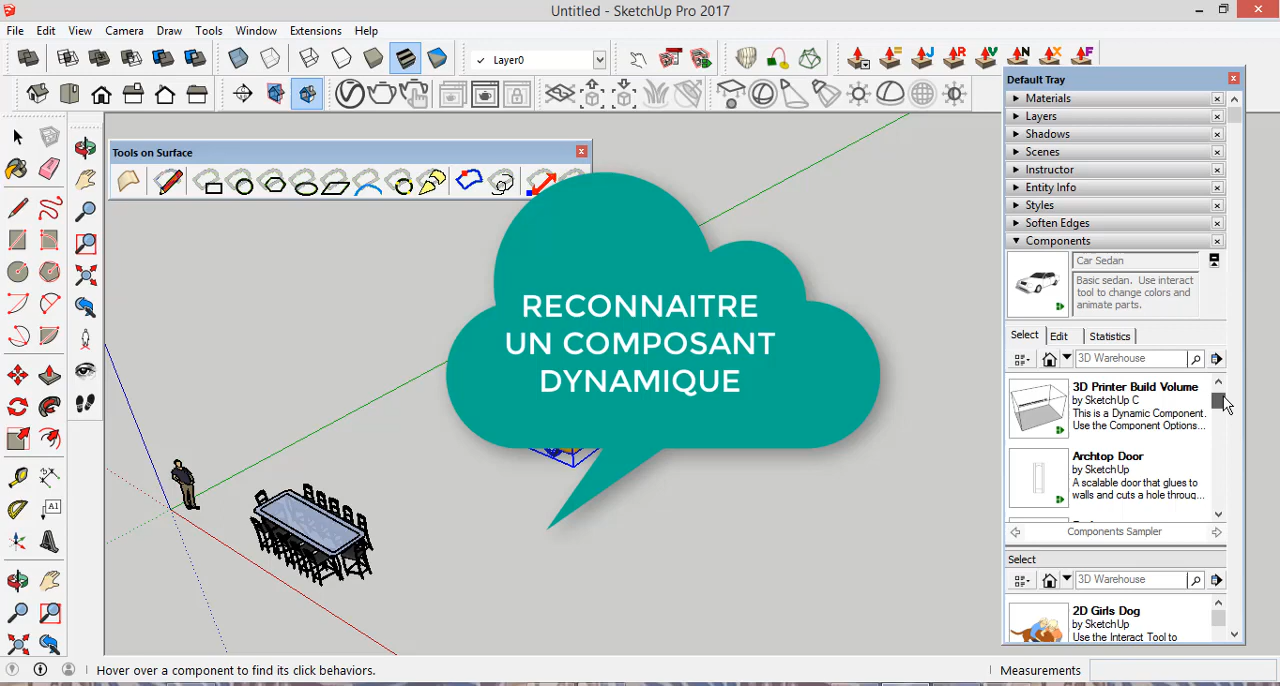 Untitled - SketchUp Pro 2017
File Edit View Camera Draw Tools Window Extensions Help
Layer0
J R V N X F
Default Tray
Materials
Layers
Shadows
Scenes
Instructor
Entity Info
Styles
Soften Edges
Components
Tools on Surface
Car Sedan
Basic sedan. Use interact
tool to change colors and
animate parts.
RECONNAITRE
UN COMPOSANT
DYNAMIQUE
Select Edit Statistics
3D Warehouse
3D Printer Build Volume
by SketchUp C
This is a Dynamic Component.
Use the Component Options...
Archtop Door
by SketchUp
A scalable door that glues to
walls and cuts a hole throug...
Components Sampler
Select
3D Warehouse
2D Girls Dog
Use the Interact Tool to
A1
Hover over a component to find its click behaviors.
Measurements